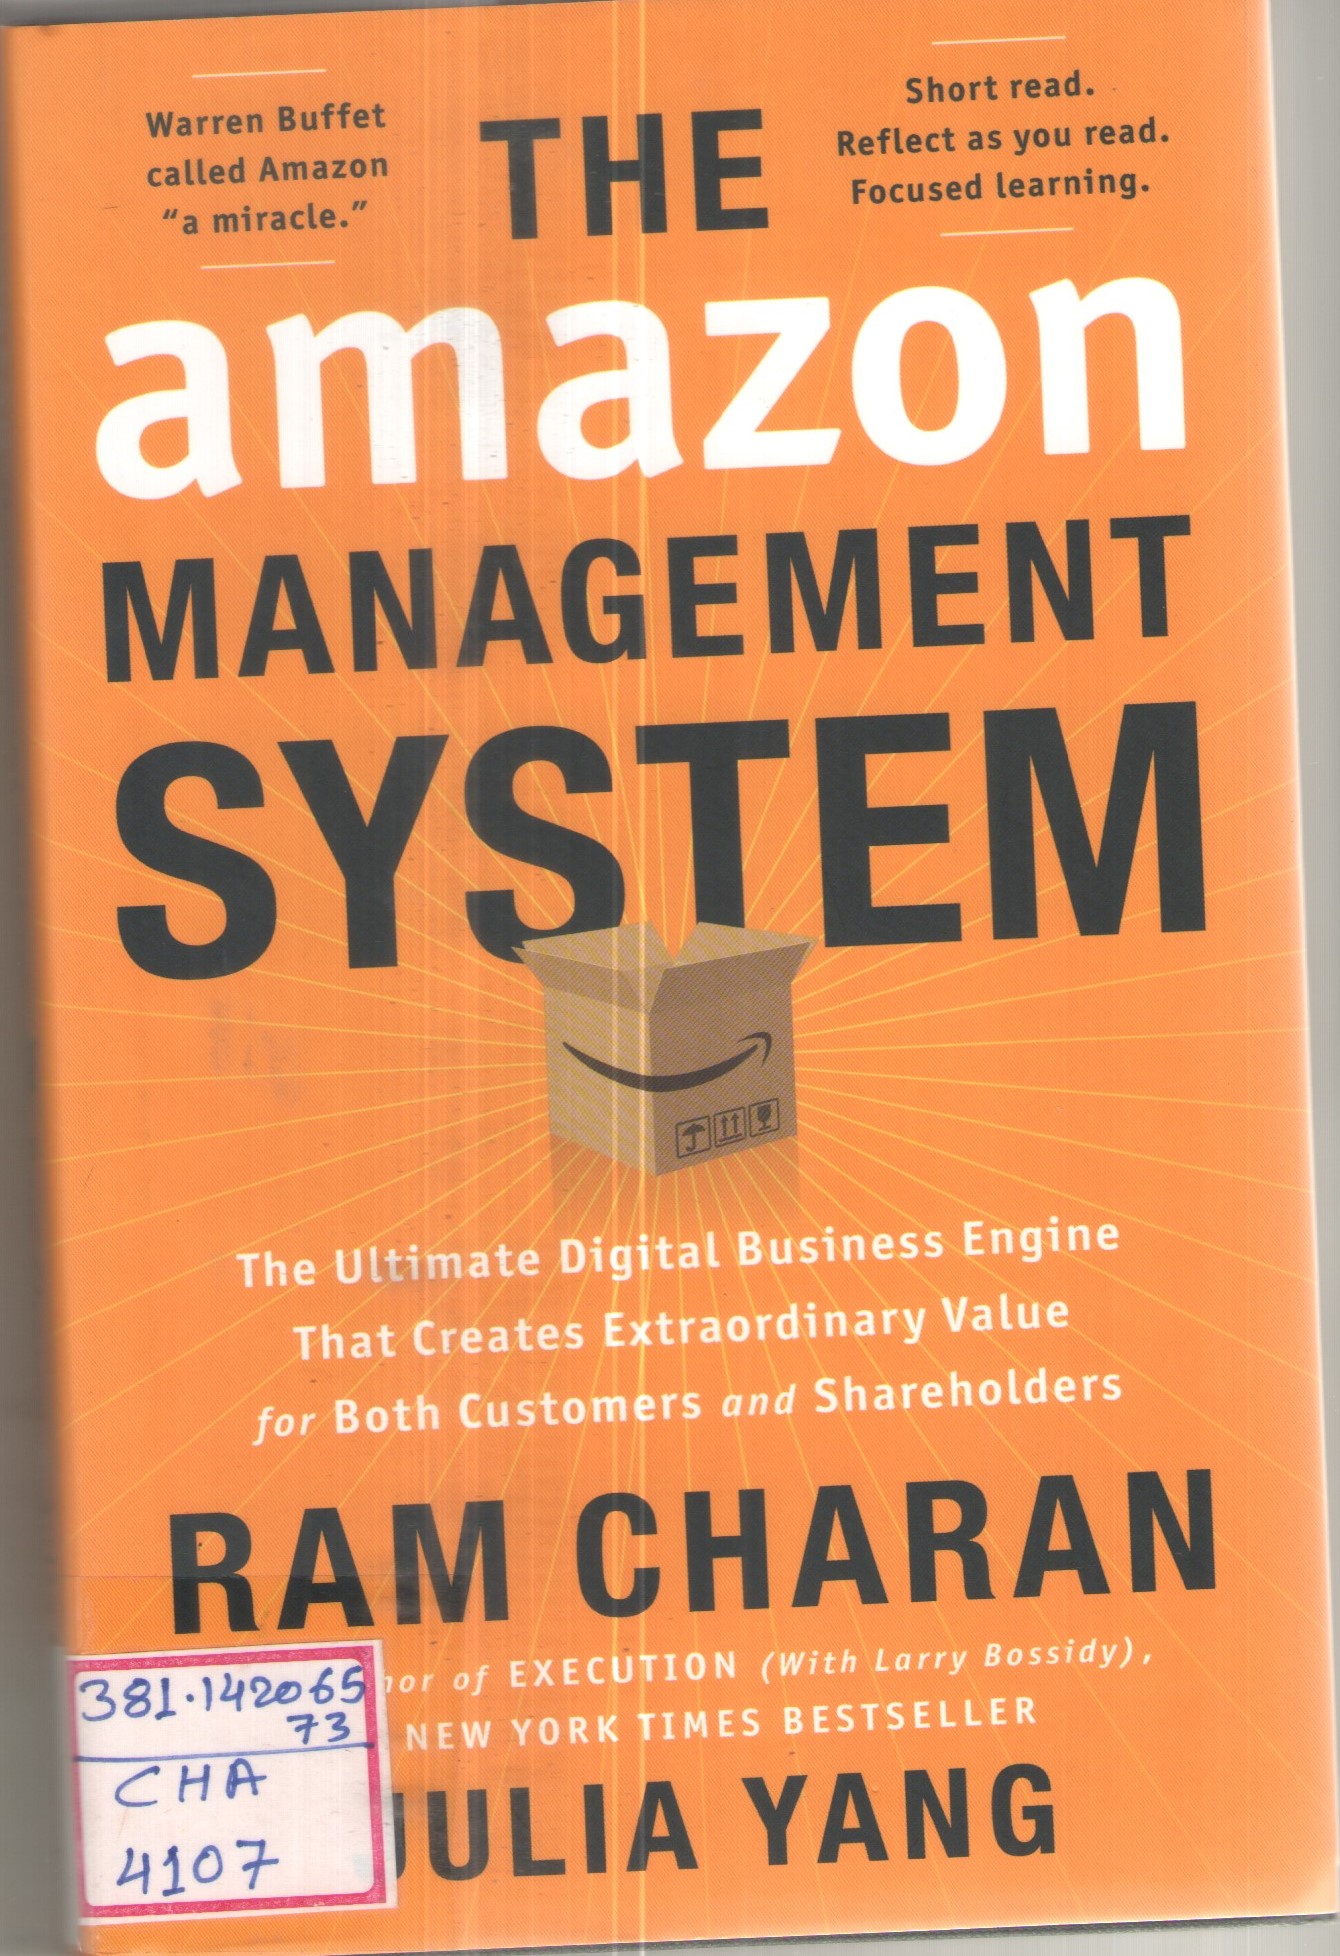 Warren Buffet
called Amazon
“a miracle.”
Short read.
Reflect as you read.
Focused learning.
THE
amazon
MANAGEMENT
SYSTEM
The Ultimate Digital Business Engine
That Creates Extraordinary Value
for Both Customers and Shareholders
RAM CHARAN
hor of EXECUTION (With Larry Bossidy),
NEW YORK TIMES BESTSELLER
JULIA YANG
381.142065
73
CHA
4107